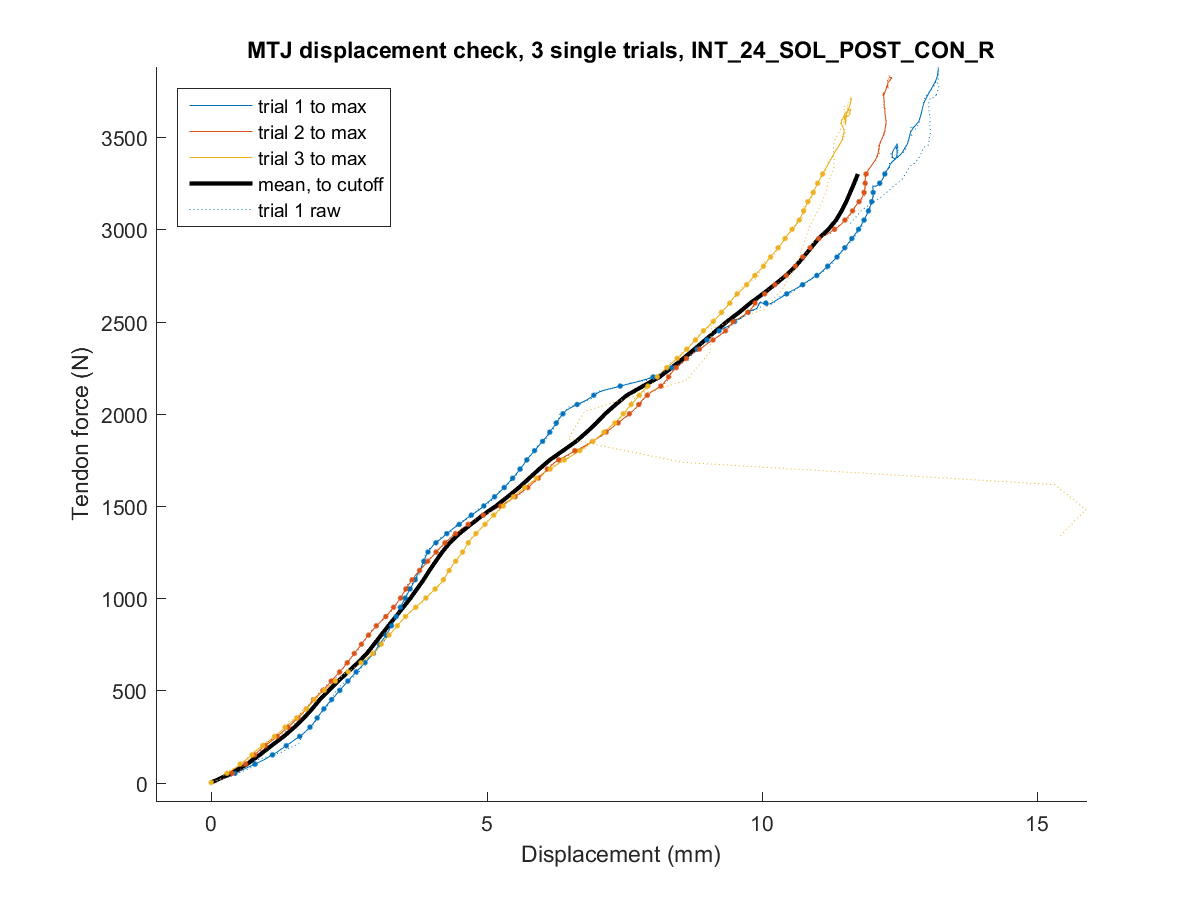 MTJ displacement check, 3 single trials, INT_24_SOL_POST_CON_R
trial 1 to max
trial 2 to max
trial 3 to max
mean, to cutoff
trial 1 raw
3500
3000
2500
2000
1500
1000
500
0
Tendon force (N)
0 5 10 15
Displacement (mm)